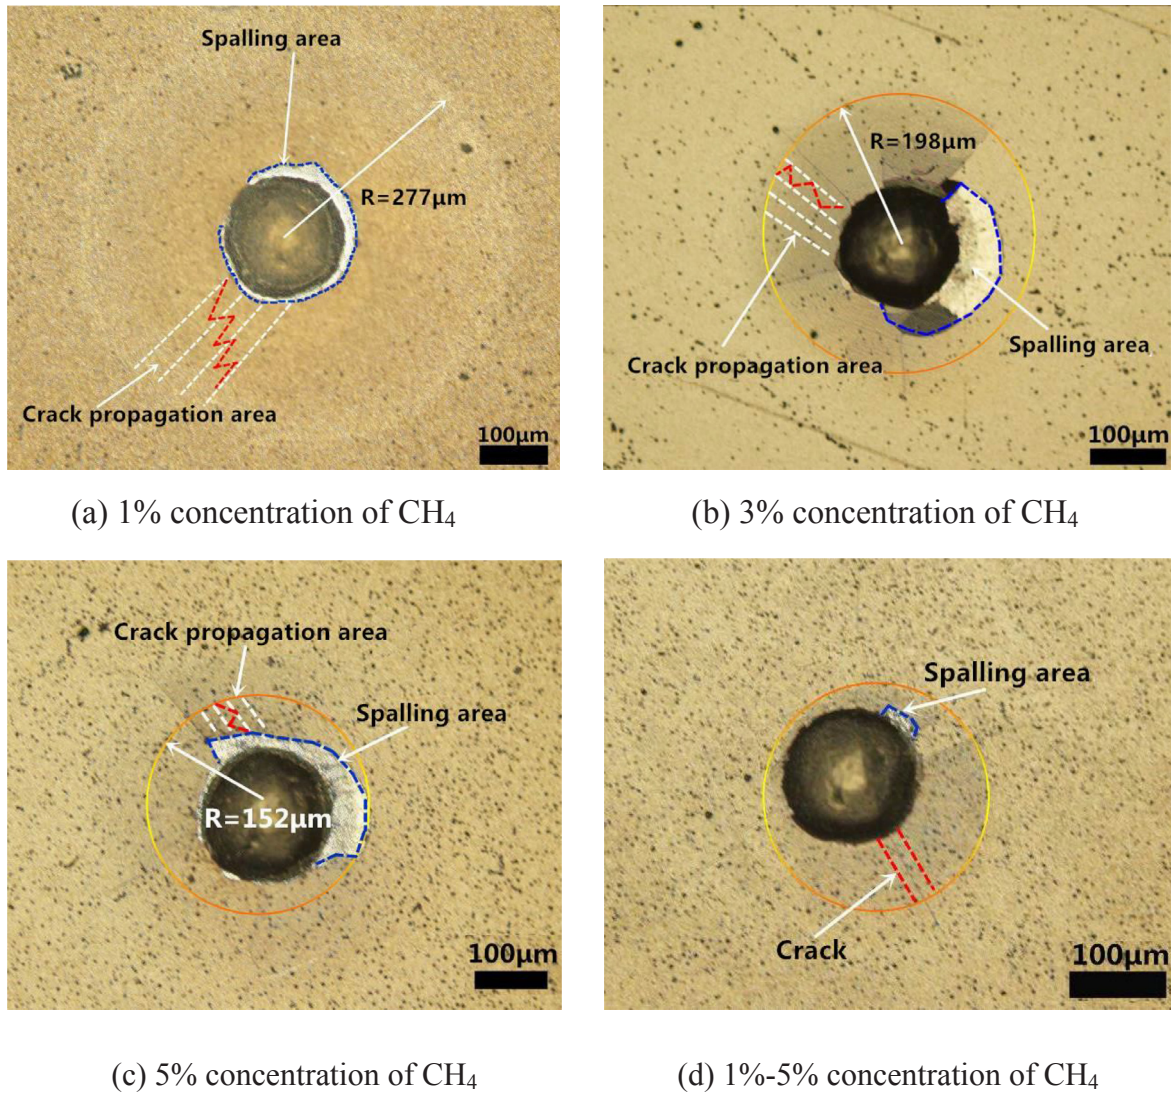 Spalling area
R=277μm
Crack propagation area
100μm
(a) 1% concentration of CH₄
R=198μm
Crack propagation area
Spalling area
100μm
(b) 3% concentration of CH₄
Crack propagation area
Spalling area
R=152μm
100μm
(c) 5% concentration of CH₄
Spalling area
Crack
100μm
(d) 1%-5% concentration of CH₄